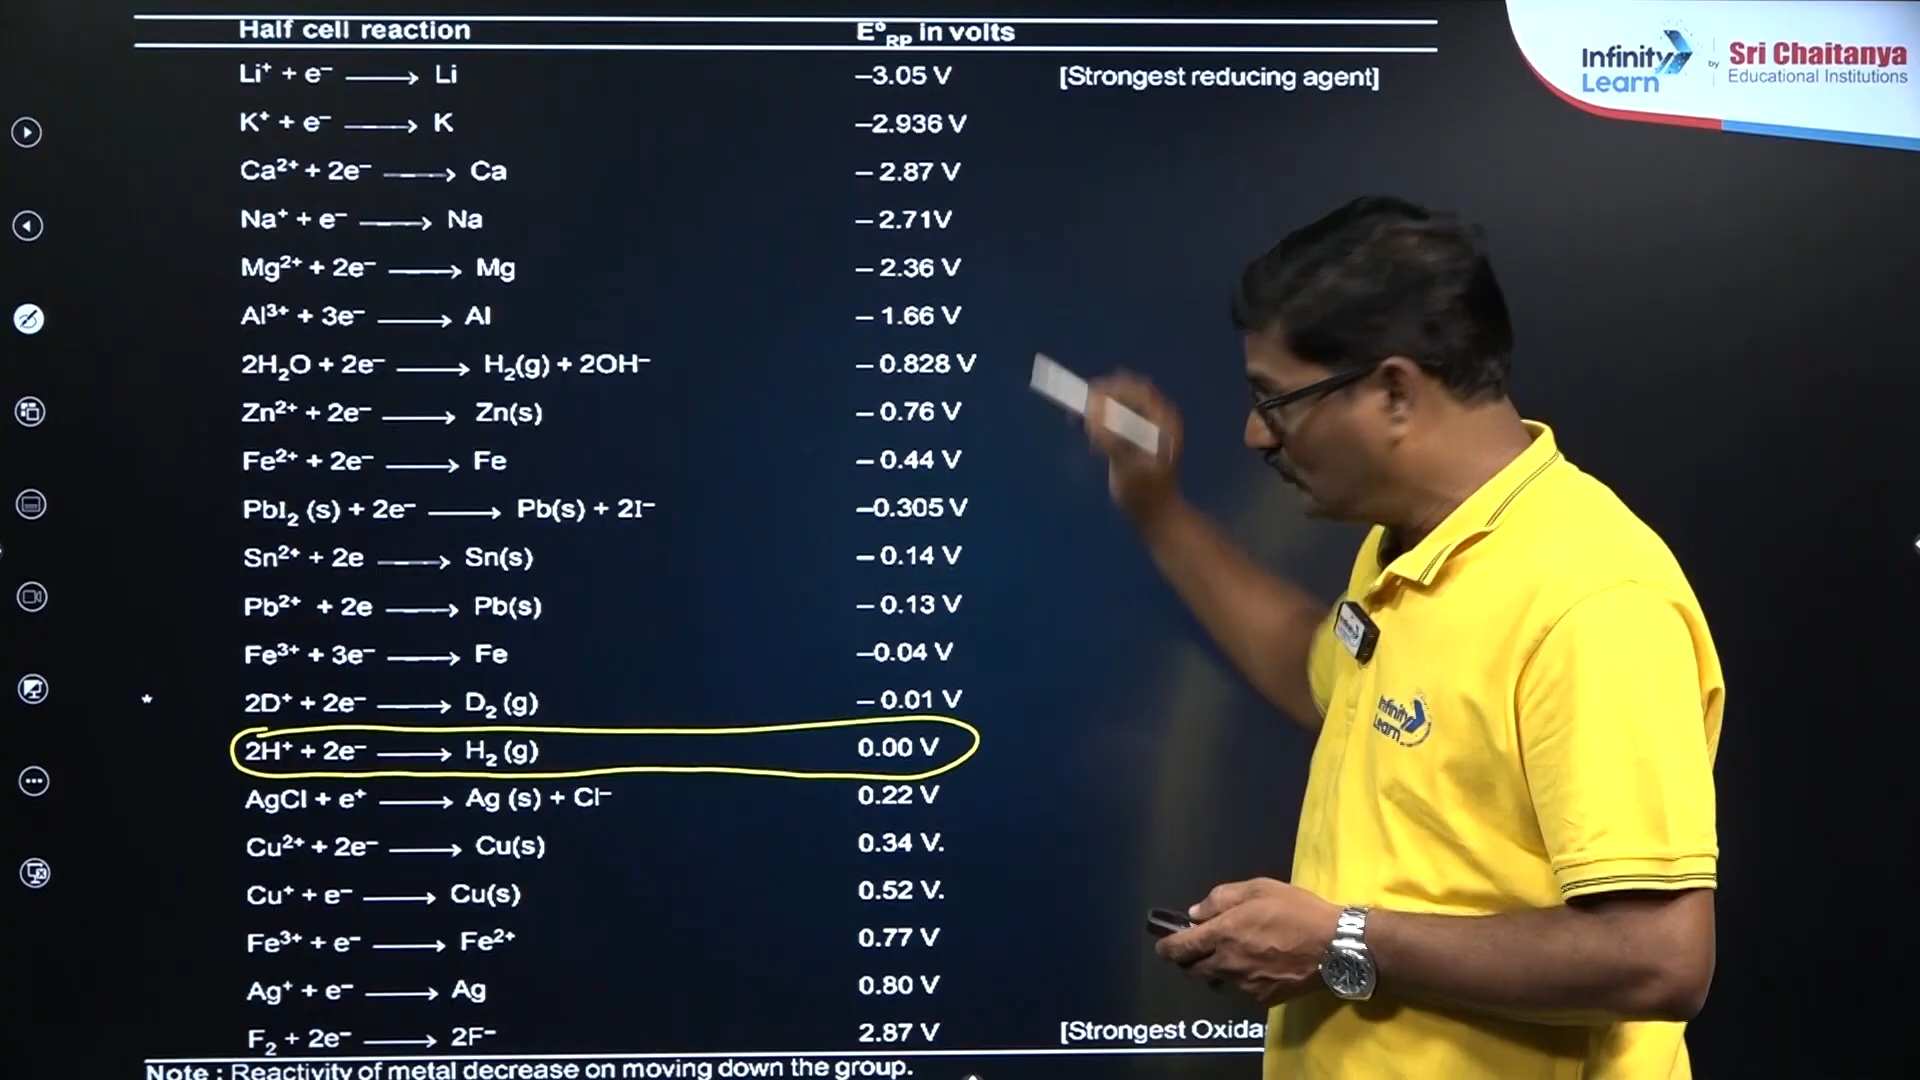 Half cell reaction E°RP in volts
Li⁺ + e⁻ ⟶ Li –3.05 V [Strongest reducing agent]
K⁺ + e⁻ ⟶ K –2.936 V
Ca²⁺ + 2e⁻ ⟶ Ca – 2.87 V
Na⁺ + e⁻ ⟶ Na – 2.71V
Mg²⁺ + 2e⁻ ⟶ Mg – 2.36 V
Al³⁺ + 3e⁻ ⟶ Al – 1.66 V
2H₂O + 2e⁻ ⟶ H₂(g) + 2OH⁻ – 0.828 V
Zn²⁺ + 2e⁻ ⟶ Zn(s) – 0.76 V
Fe²⁺ + 2e⁻ ⟶ Fe – 0.44 V
PbI₂ (s) + 2e⁻ ⟶ Pb(s) + 2I⁻ –0.305 V
Sn²⁺ + 2e ⟶ Sn(s) – 0.14 V
Pb²⁺ + 2e ⟶ Pb(s) – 0.13 V
Fe³⁺ + 3e⁻ ⟶ Fe –0.04 V
* 2D⁺ + 2e⁻ ⟶ D₂ (g) – 0.01 V
2H⁺ + 2e⁻ ⟶ H₂ (g) 0.00 V
AgCl + e⁺ ⟶ Ag (s) + Cl⁻ 0.22 V
Cu²⁺ + 2e⁻ ⟶ Cu(s) 0.34 V.
Cu⁺ + e⁻ ⟶ Cu(s) 0.52 V.
Fe³⁺ + e⁻ ⟶ Fe²⁺ 0.77 V
Ag⁺ + e⁻ ⟶ Ag 0.80 V
F₂ + 2e⁻ ⟶ 2F⁻ 2.87 V [Strongest
Note : Reactivity of metal decrease on moving down the group.
Infinity Learn by Sri Chaitanya
Educational Institutions
Infinity
Learn